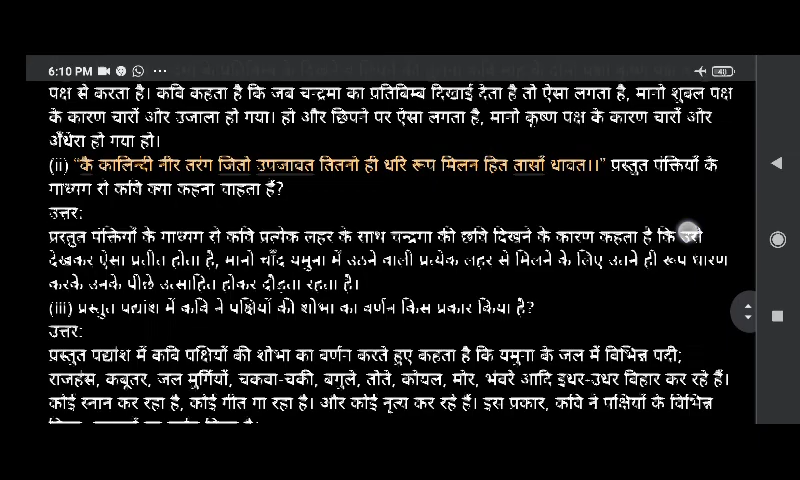 6:10 PM
40
पक्ष से करता है। कवि कहता है कि जब चन्द्रमा का प्रतिबिम्ब दिखाई देता है तो ऐसा लगता है, मानो शुक्ल पक्ष
के कारण चारों ओर उजाला हो गया। हो और छिपने पर ऐसा लगता है, मानो कृष्ण पक्ष के कारण चारों ओर
अँधेरा हो गया हो।
(ii) “कै कालिन्दी नीर तरंग जितो उपजावत तितनो ही धरि रूप मिलन हित तासों धावत।।” प्रस्तुत पंक्तियों के
माध्यम से कवि क्या कहना चाहता है?
उत्तर:
प्रस्तुत पंक्तियों के माध्यम से कवि प्रत्येक लहर के साथ चन्द्रमा की छवि दिखने के कारण कहता है कि उसे
देखकर ऐसा प्रतीत होता है, मानो चाँद यमुना में उठने वाली प्रत्येक लहर से मिलने के लिए उतने ही रूप धारण
करके उनके पीछे उत्साहित होकर दौड़ता रहता है।
(iii) प्रस्तुत पद्यांश में कवि ने पक्षियों की शोभा का वर्णन किस प्रकार किया है?
उत्तर:
प्रस्तुत पद्यांश में कवि पक्षियों की शोभा का वर्णन करते हुए कहता है कि यमुना के जल में विभिन्न पदी;
राजहंस, कबूतर, जल मुर्गियों, चकवा-चकी, बगुले, तोते, कोयल, मोर, भंवरे आदि इधर-उधर विहार कर रहे हैं।
कोई स्नान कर रहा है, कोई गीत गा रहा है। और कोई नृत्य कर रहे हैं। इस प्रकार, कवि ने पक्षियों के विभिन्न